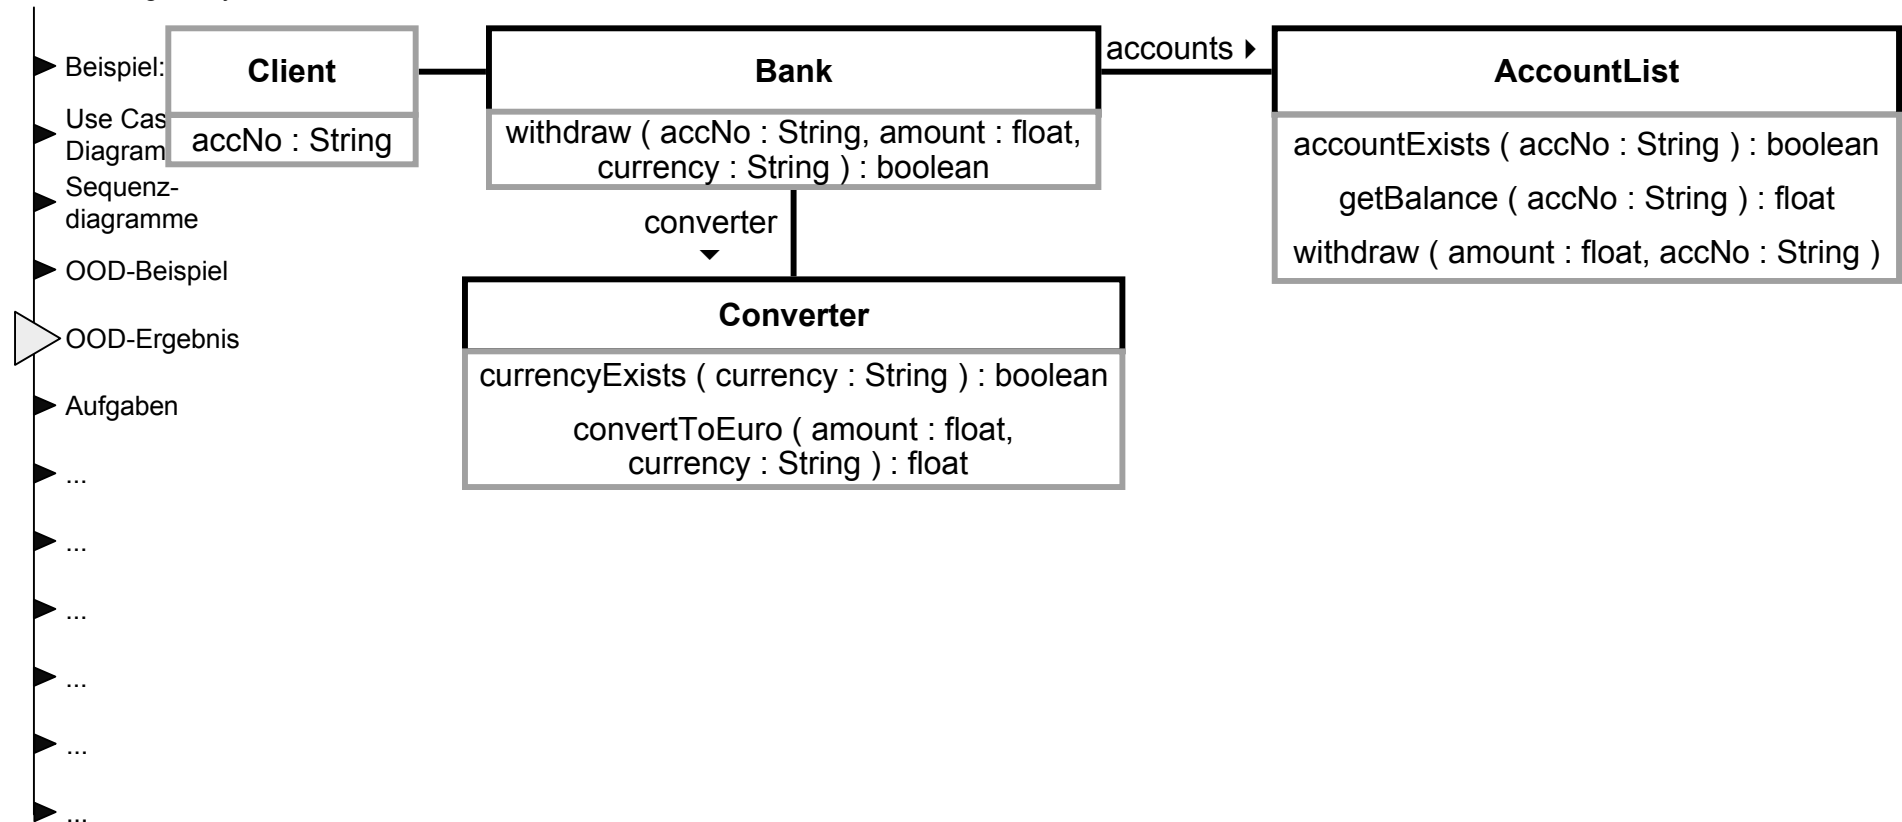 Beispiel:
Use Cas
Diagram
Sequenz-
diagramme
OOD-Beispiel
OOD-Ergebnis
Aufgaben
...
...
...
...
...
...
Client
accNo : String
Bank
withdraw ( accNo : String, amount : float,
currency : String ) : boolean
accounts
AccountList
accountExists ( accNo : String ) : boolean
getBalance ( accNo : String ) : float
withdraw ( amount : float, accNo : String )
converter
Converter
currencyExists ( currency : String ) : boolean
convertToEuro ( amount : float,
currency : String ) : float